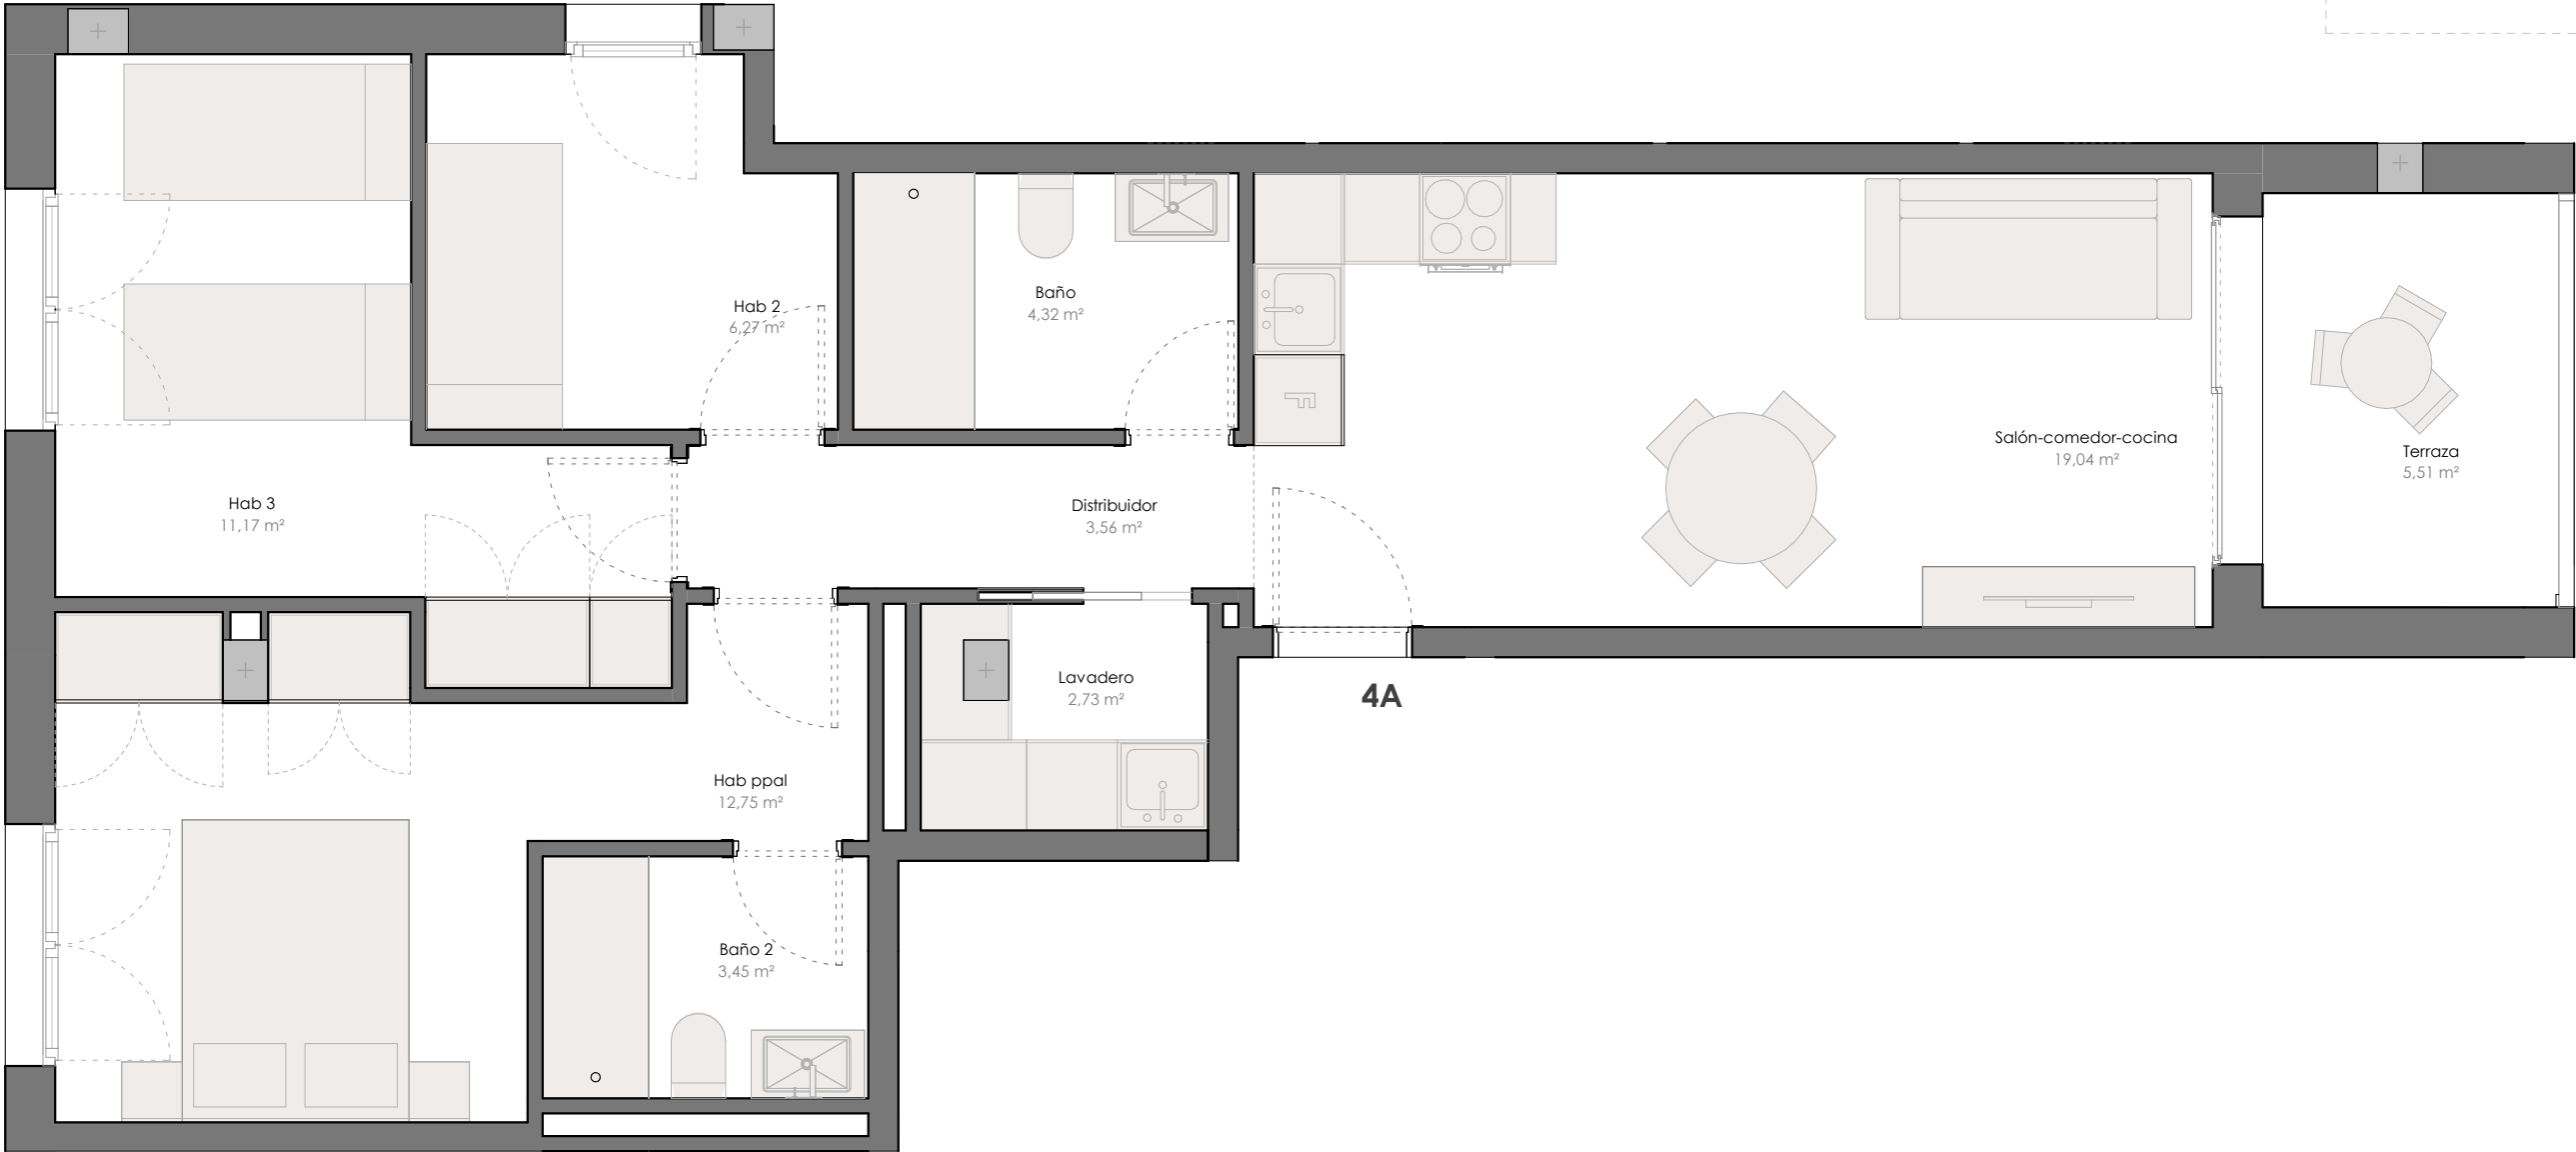 Hab 2
6,27 m²
Baño
4,32 m²
F
Salón-comedor-cocina
19,04 m²
Terraza
5,51 m²
Hab 3
11,17 m²
Distribuidor
3,56 m²
Lavadero
2,73 m²
4A
Hab ppal
12,75 m²
Baño 2
3,45 m²